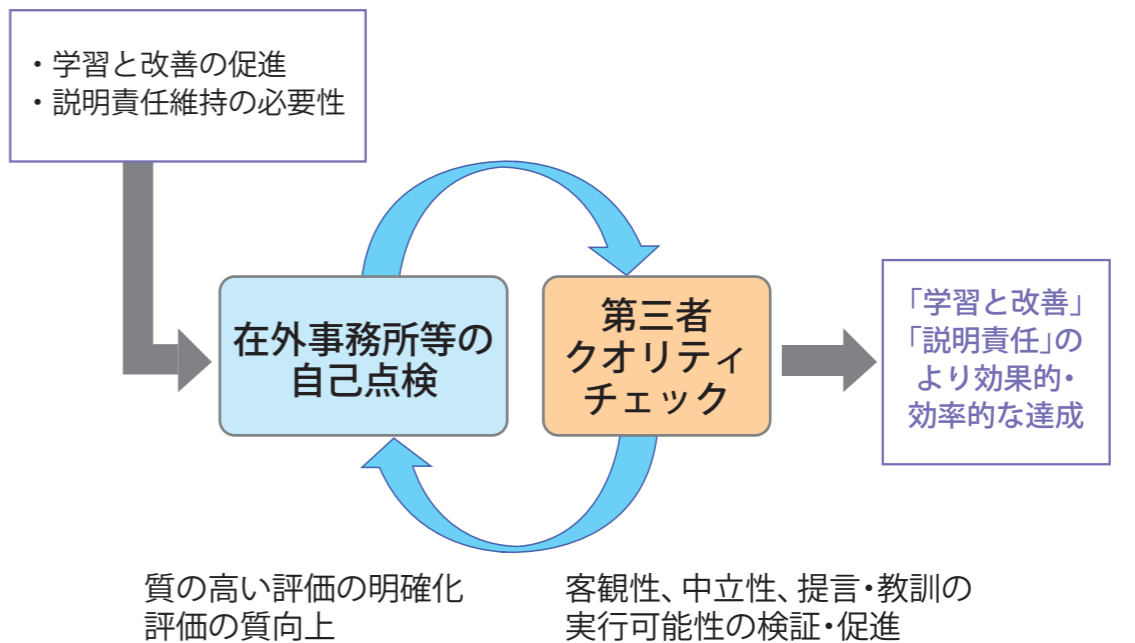 ・学習と改善の促進
・説明責任維持の必要性
在外事務所等の
自己点検
第三者
クオリティ
チェック
「学習と改善」
「説明責任」の
より効果的・
効率的な達成
質の高い評価の明確化
評価の質向上
客観性、中立性、提言・教訓の
実行可能性の検証・促進